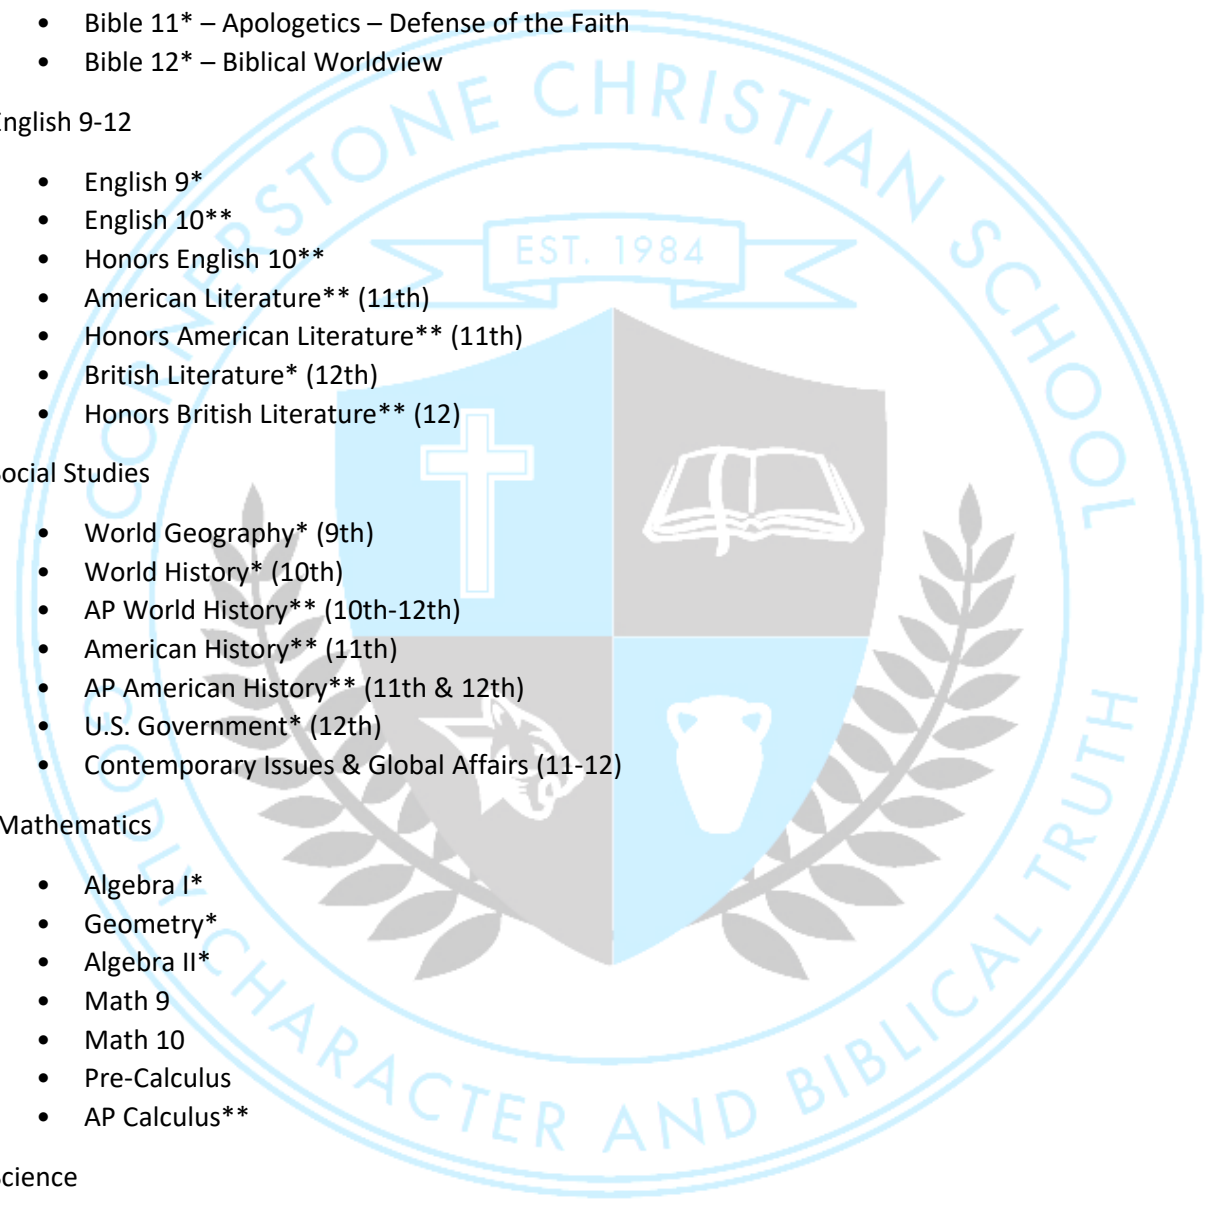 • Bible 11* – Apologetics – Defense of the Faith
• Bible 12* – Biblical Worldview
English 9-12
• English 9*
• English 10**
• Honors English 10**
• American Literature** (11th)
• Honors American Literature** (11th)
• British Literature* (12th)
• Honors British Literature** (12)
Social Studies
• World Geography* (9th)
• World History* (10th)
• AP World History** (10th-12th)
• American History** (11th)
• AP American History** (11th & 12th)
• U.S. Government* (12th)
• Contemporary Issues & Global Affairs (11-12)
Mathematics
• Algebra I*
• Geometry*
• Algebra II*
• Math 9
• Math 10
• Pre-Calculus
• AP Calculus**
Science
CORNERSTONE CHRISTIAN SCHOOL
EST. 1984
GODLY CHARACTER AND BIBLICAL TRUTH